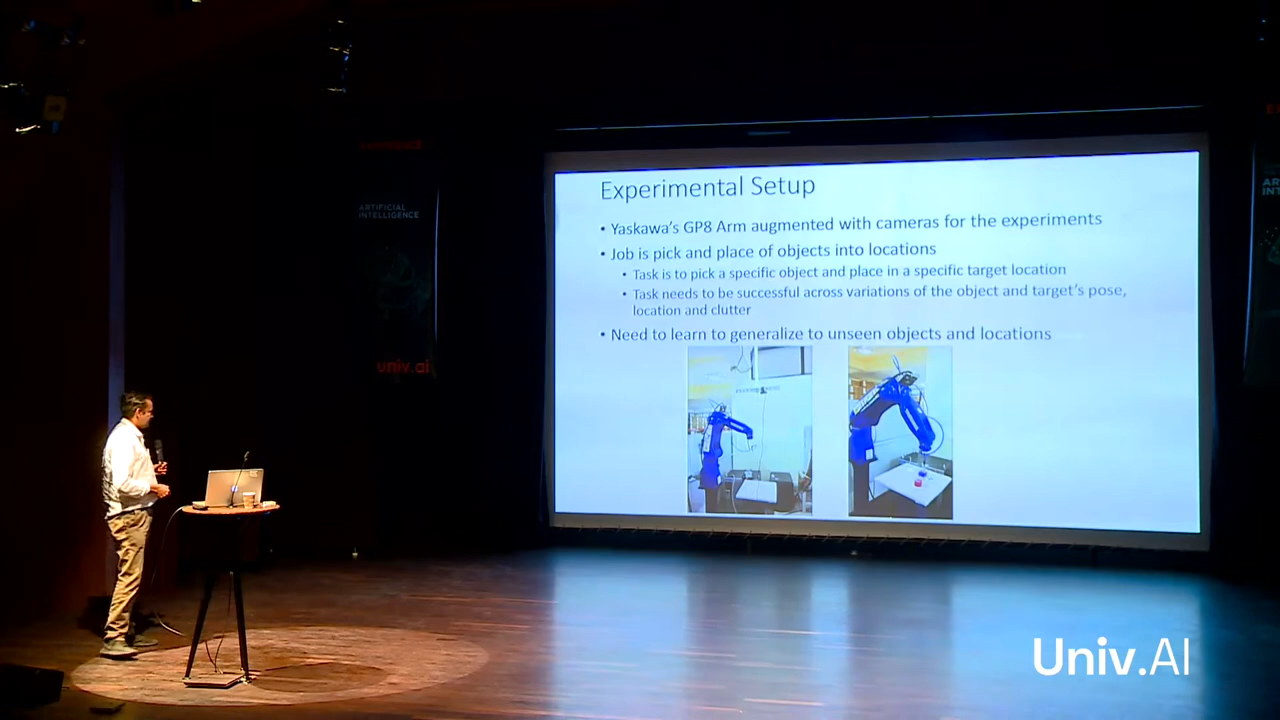 Experimental Setup
• Yaskawa's GP8 Arm augmented with cameras for the experiments
• Job is pick and place of objects into locations
• Task is to pick a specific object and place in a specific target location
• Task needs to be successful across variations of the object and target's pose,
location and clutter
• Need to learn to generalize to unseen objects and locations
ARTIFICIAL
INTELLIGENCE
univ.ai
Univ.AI